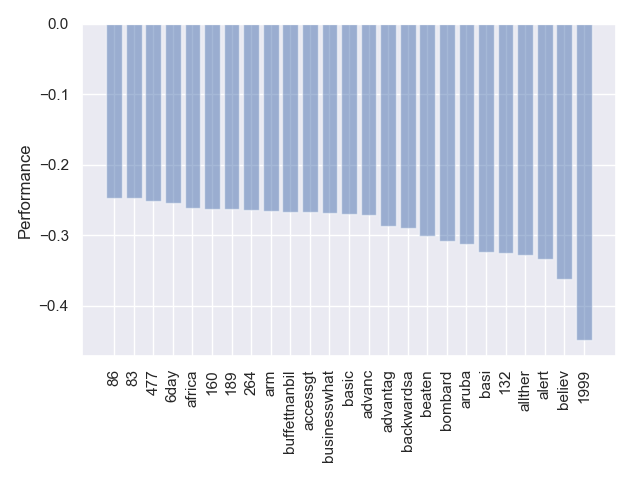 0.0
−0.1
−0.2
−0.3
−0.4
Performance
86
83
477
6day
africa
160
189
264
arm
buffettnanbil
accessgt
businesswhat
basic
advanc
advantag
backwardsa
beaten
bombard
aruba
basi
132
allther
alert
believ
1999